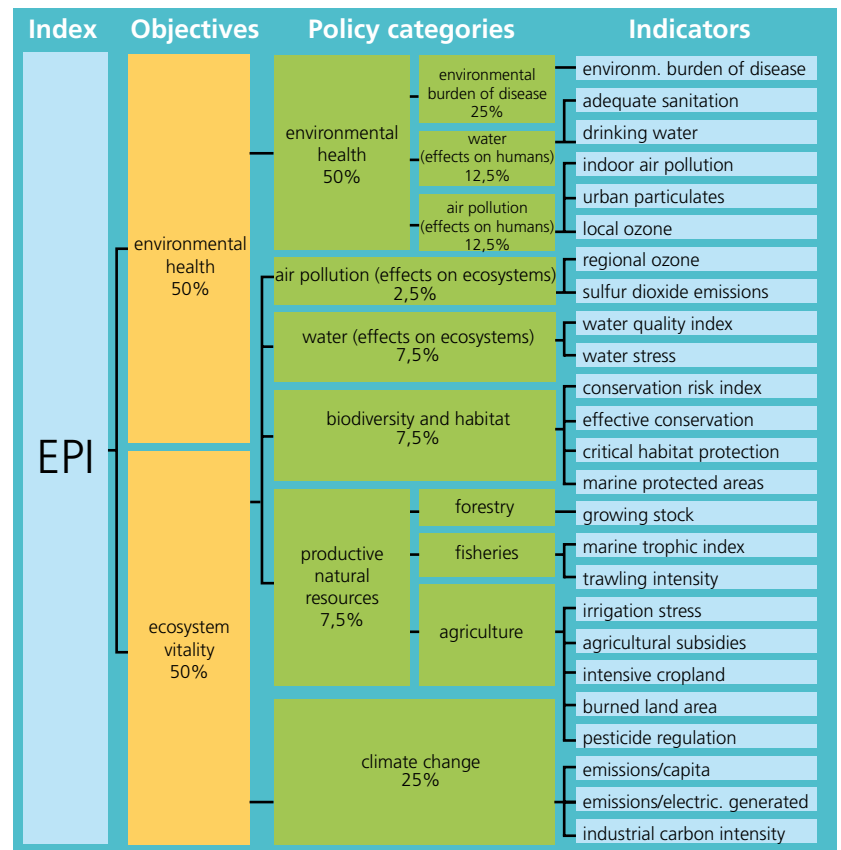 Index
Objectives
Policy categories
Indicators
EPI
environmental
health
50%
ecosystem
vitality
50%
environmental
health
50%
environmental
burden of disease
25%
water
(effects on humans)
12,5%
air pollution
(effects on humans)
12,5%
air pollution (effects on ecosystems)
2,5%
water (effects on ecosystems)
7,5%
biodiversity and habitat
7,5%
productive
natural
resources
7,5%
forestry
fisheries
agriculture
climate change
25%
environm. burden of disease
adequate sanitation
drinking water
indoor air pollution
urban particulates
local ozone
regional ozone
sulfur dioxide emissions
water quality index
water stress
conservation risk index
effective conservation
critical habitat protection
marine protected areas
growing stock
marine trophic index
trawling intensity
irrigation stress
agricultural subsidies
intensive cropland
burned land area
pesticide regulation
emissions/capita
emissions/electric. generated
industrial carbon intensity